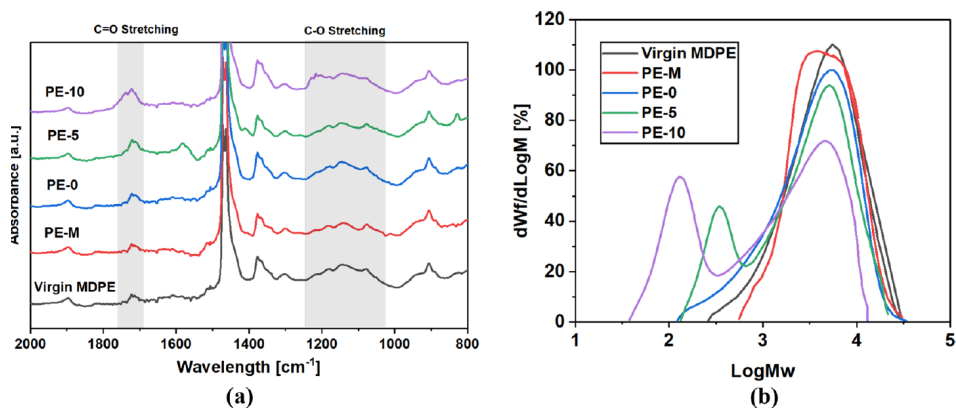 C=O Stretching
C-O Stretching
PE-10
PE-5
PE-0
PE-M
Virgin MDPE
Absorbance [a.u.]
2000 1800 1600 1400 1200 1000 800
Wavelength [cm⁻¹]
(a)
120
100
80
60
40
20
0
dWf/dLogM [%]
Virgin MDPE
PE-M
PE-0
PE-5
PE-10
1 2 3 4 5
LogMw
(b)